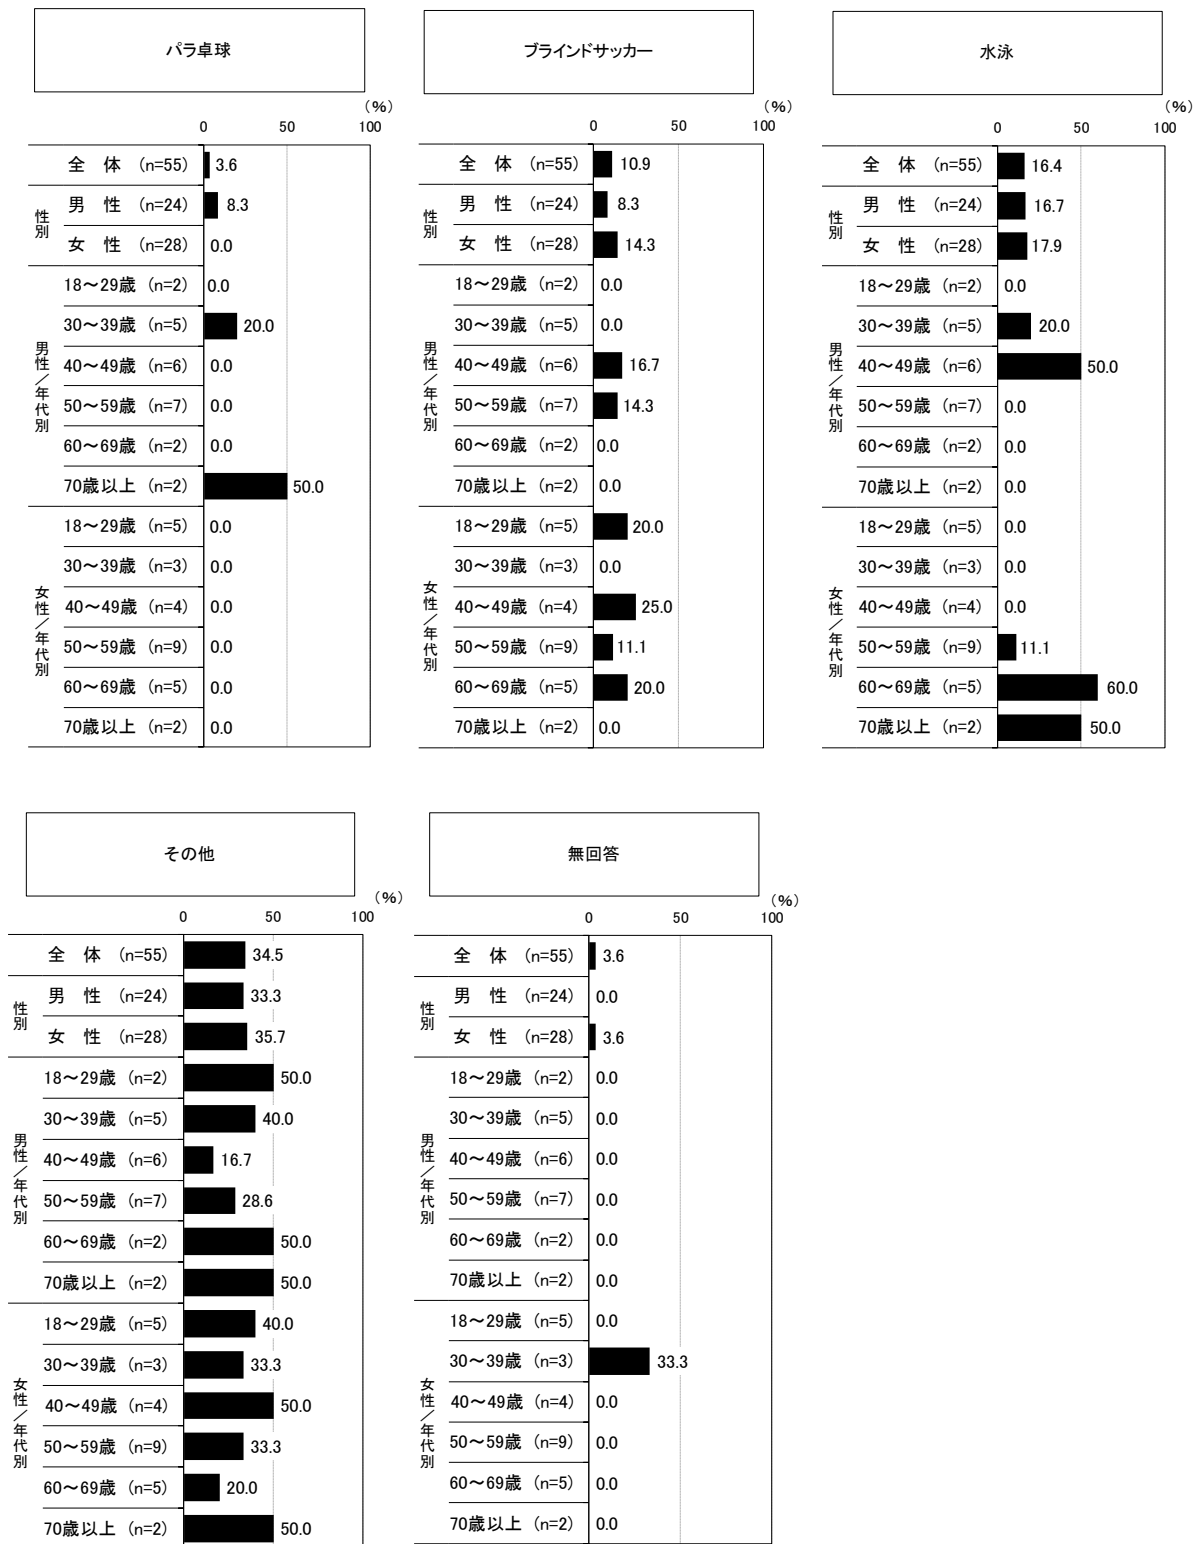 パラ卓球
(%)
0 50 100
全 体 (n=55) 3.6
性別
男 性 (n=24) 8.3
女 性 (n=28) 0.0
男性/年代別
18～29歳 (n=2) 0.0
30～39歳 (n=5) 20.0
40～49歳 (n=6) 0.0
50～59歳 (n=7) 0.0
60～69歳 (n=2) 0.0
70歳以上 (n=2) 50.0
女性/年代別
18～29歳 (n=5) 0.0
30～39歳 (n=3) 0.0
40～49歳 (n=4) 0.0
50～59歳 (n=9) 0.0
60～69歳 (n=5) 0.0
70歳以上 (n=2) 0.0
ブラインドサッカー
(%)
0 50 100
全 体 (n=55) 10.9
性別
男 性 (n=24) 8.3
女 性 (n=28) 14.3
男性/年代別
18～29歳 (n=2) 0.0
30～39歳 (n=5) 0.0
40～49歳 (n=6) 16.7
50～59歳 (n=7) 14.3
60～69歳 (n=2) 0.0
70歳以上 (n=2) 0.0
女性/年代別
18～29歳 (n=5) 20.0
30～39歳 (n=3) 0.0
40～49歳 (n=4) 25.0
50～59歳 (n=9) 11.1
60～69歳 (n=5) 20.0
70歳以上 (n=2) 0.0
水泳
(%)
0 50 100
全 体 (n=55) 16.4
性別
男 性 (n=24) 16.7
女 性 (n=28) 17.9
男性/年代別
18～29歳 (n=2) 0.0
30～39歳 (n=5) 20.0
40～49歳 (n=6) 50.0
50～59歳 (n=7) 0.0
60～69歳 (n=2) 0.0
70歳以上 (n=2) 0.0
女性/年代別
18～29歳 (n=5) 0.0
30～39歳 (n=3) 0.0
40～49歳 (n=4) 0.0
50～59歳 (n=9) 11.1
60～69歳 (n=5) 60.0
70歳以上 (n=2) 50.0
その他
(%)
0 50 100
全 体 (n=55) 34.5
性別
男 性 (n=24) 33.3
女 性 (n=28) 35.7
男性/年代別
18～29歳 (n=2) 50.0
30～39歳 (n=5) 40.0
40～49歳 (n=6) 16.7
50～59歳 (n=7) 28.6
60～69歳 (n=2) 50.0
70歳以上 (n=2) 50.0
女性/年代別
18～29歳 (n=5) 40.0
30～39歳 (n=3) 33.3
40～49歳 (n=4) 50.0
50～59歳 (n=9) 33.3
60～69歳 (n=5) 20.0
70歳以上 (n=2) 50.0
無回答
(%)
0 50 100
全 体 (n=55) 3.6
性別
男 性 (n=24) 0.0
女 性 (n=28) 3.6
男性/年代別
18～29歳 (n=2) 0.0
30～39歳 (n=5) 0.0
40～49歳 (n=6) 0.0
50～59歳 (n=7) 0.0
60～69歳 (n=2) 0.0
70歳以上 (n=2) 0.0
女性/年代別
18～29歳 (n=5) 0.0
30～39歳 (n=3) 33.3
40～49歳 (n=4) 0.0
50～59歳 (n=9) 0.0
60～69歳 (n=5) 0.0
70歳以上 (n=2) 0.0